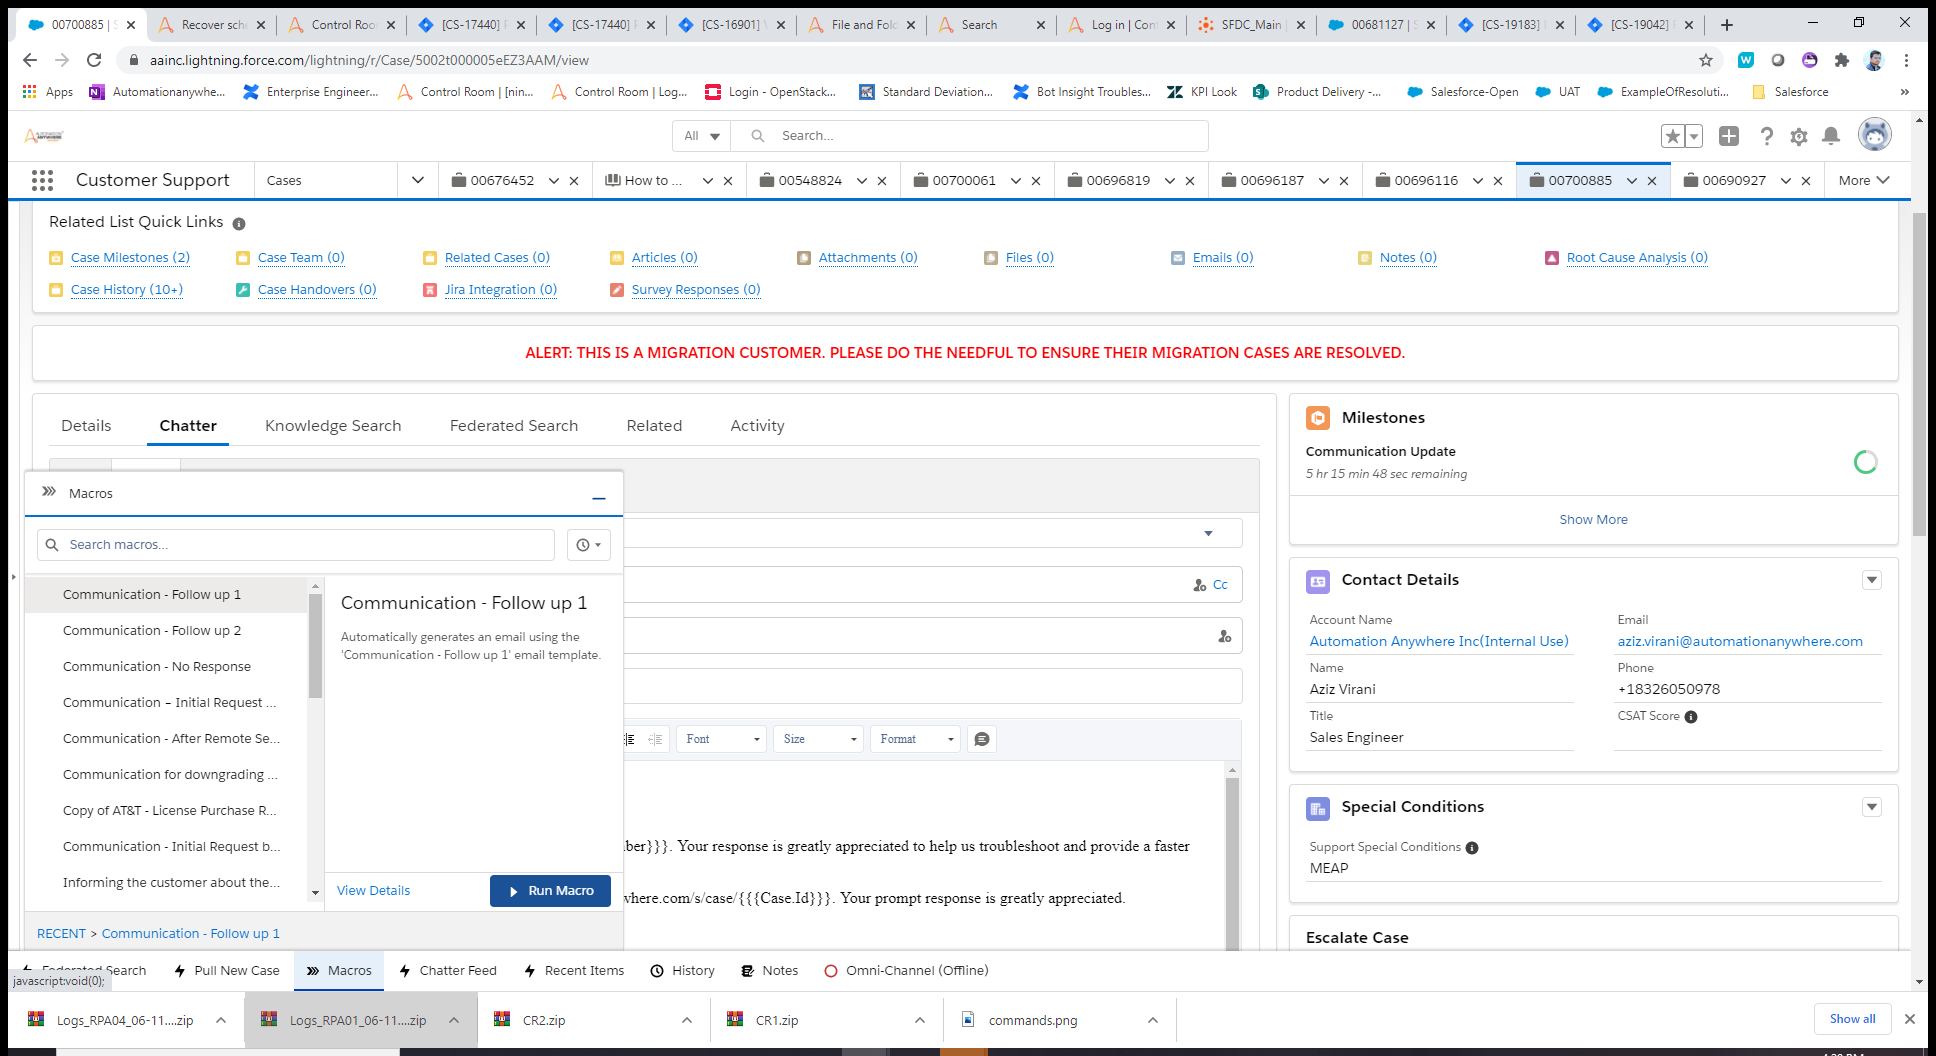 00700885 | S
Recover sche
Control Roo
[CS-17440] F
[CS-17440] F
[CS-16901] V
File and Fold
Search
Log in | Cont
SFDC_Main |
00681127 | S
[CS-19183] I
[CS-19042] F
aainc.lightning.force.com/lightning/r/Case/5002t000005eEZ3AAM/view
Apps
Automationanywhe...
Enterprise Engineer...
Control Room | [nin...
Control Room | Log...
Login - OpenStack...
Standard Deviation...
Bot Insight Troubles...
KPI Look
Product Delivery -...
Salesforce-Open
UAT
ExampleOfResoluti...
Salesforce
»
All
Search...
Customer Support
Cases
00676452
How to ...
00548824
00700061
00696819
00696187
00696116
00700885
00690927
More
Related List Quick Links
Case Milestones (2)
Case Team (0)
Related Cases (0)
Articles (0)
Attachments (0)
Files (0)
Emails (0)
Notes (0)
Root Cause Analysis (0)
Case History (10+)
Case Handovers (0)
Jira Integration (0)
Survey Responses (0)
ALERT: THIS IS A MIGRATION CUSTOMER. PLEASE DO THE NEEDFUL TO ENSURE THEIR MIGRATION CASES ARE RESOLVED.
Details
Chatter
Knowledge Search
Federated Search
Related
Activity
Macros
Search macros...
Communication - Follow up 1
Communication - Follow up 2
Communication - No Response
Communication – Initial Request ...
Communication - After Remote Se...
Communication for downgrading ...
Copy of AT&T - License Purchase R...
Communication - Initial Request b...
Informing the customer about the...
Communication - Follow up 1
Automatically generates an email using the
'Communication - Follow up 1' email template.
View Details
Run Macro
RECENT > Communication - Follow up 1
Cc
Font
Size
Format
ber}}}. Your response is greatly appreciated to help us troubleshoot and provide a faster
where.com/s/case/{{{Case.Id}}}. Your prompt response is greatly appreciated.
Milestones
Communication Update
5 hr 15 min 48 sec remaining
Show More
Contact Details
Account Name
Automation Anywhere Inc(Internal Use)
Email
aziz.virani@automationanywhere.com
Name
Aziz Virani
Phone
+18326050978
Title
Sales Engineer
CSAT Score
Special Conditions
Support Special Conditions
MEAP
Escalate Case
Federated Search
Pull New Case
Macros
Chatter Feed
Recent Items
History
Notes
Omni-Channel (Offline)
javascript:void(0);
Logs_RPA04_06-11....zip
Logs_RPA01_06-11....zip
CR2.zip
CR1.zip
commands.png
Show all